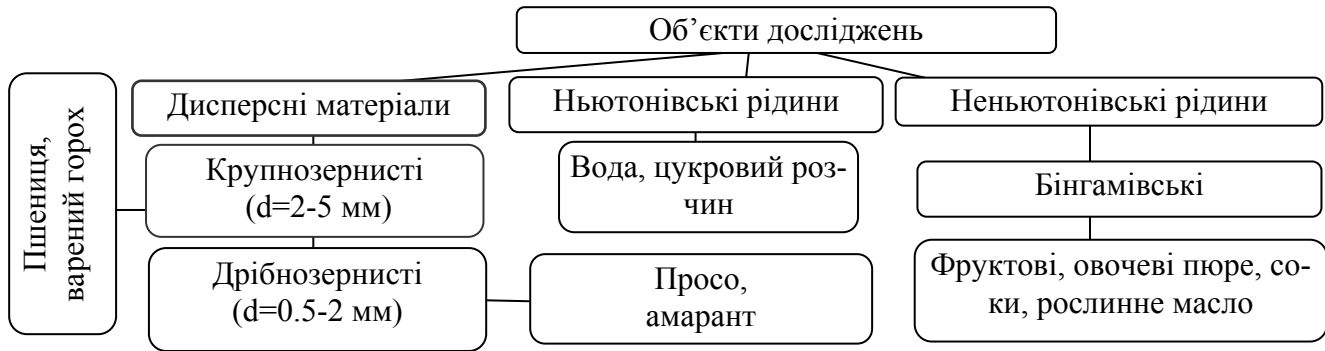 Об’єкти досліджень
Пшениця,
варений горох
Дисперсні матеріали
Ньютонівські рідини
Неньютонівські рідини
Крупнозернисті
(d=2-5 мм)
Вода, цукровий роз-
чин
Бінгамівські
Дрібнозернисті
(d=0.5-2 мм)
Просо,
амарант
Фруктові, овочеві пюре, со-
ки, рослинне масло